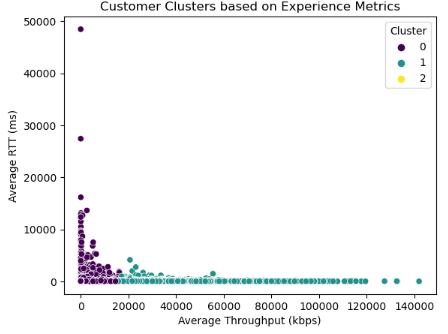 Customer Clusters based on Experience Metrics
Cluster
0
1
2
50000
40000
30000
20000
10000
0
Average RTT (ms)
0 20000 40000 60000 80000 100000 120000 140000
Average Throughput (kbps)